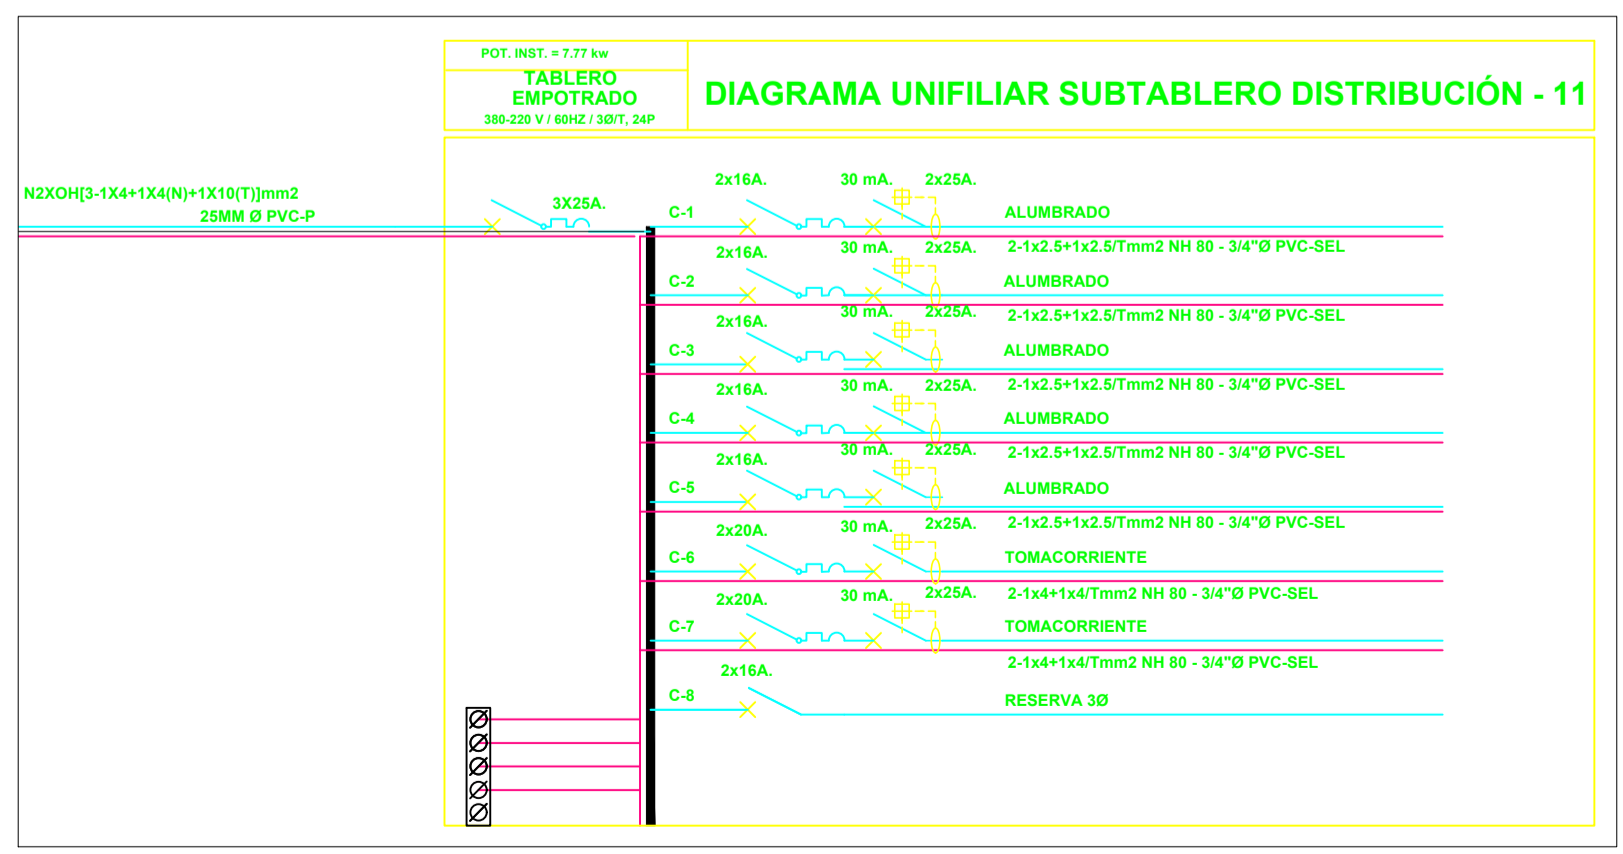 POT. INST. = 7.77 kw
TABLERO
EMPOTRADO
380-220 V / 60HZ / 3Ø/T, 24P
DIAGRAMA UNIFILIAR SUBTABLERO DISTRIBUCIÓN - 11
N2XOH[3-1X4+1X4(N)+1X10(T)]mm2
25MM Ø PVC-P
3X25A.
2x16A. 30 mA. 2x25A.
C-1 ALUMBRADO
2-1x2.5+1x2.5/Tmm2 NH 80 - 3/4"Ø PVC-SEL
2x16A. 30 mA. 2x25A.
C-2 ALUMBRADO
2-1x2.5+1x2.5/Tmm2 NH 80 - 3/4"Ø PVC-SEL
2x16A. 30 mA. 2x25A.
C-3 ALUMBRADO
2-1x2.5+1x2.5/Tmm2 NH 80 - 3/4"Ø PVC-SEL
2x16A. 30 mA. 2x25A.
C-4 ALUMBRADO
2-1x2.5+1x2.5/Tmm2 NH 80 - 3/4"Ø PVC-SEL
2x16A. 30 mA. 2x25A.
C-5 ALUMBRADO
2-1x2.5+1x2.5/Tmm2 NH 80 - 3/4"Ø PVC-SEL
2x20A. 30 mA. 2x25A.
C-6 TOMACORRIENTE
2-1x4+1x4/Tmm2 NH 80 - 3/4"Ø PVC-SEL
2x20A. 30 mA. 2x25A.
C-7 TOMACORRIENTE
2-1x4+1x4/Tmm2 NH 80 - 3/4"Ø PVC-SEL
2x16A.
C-8 RESERVA 3Ø